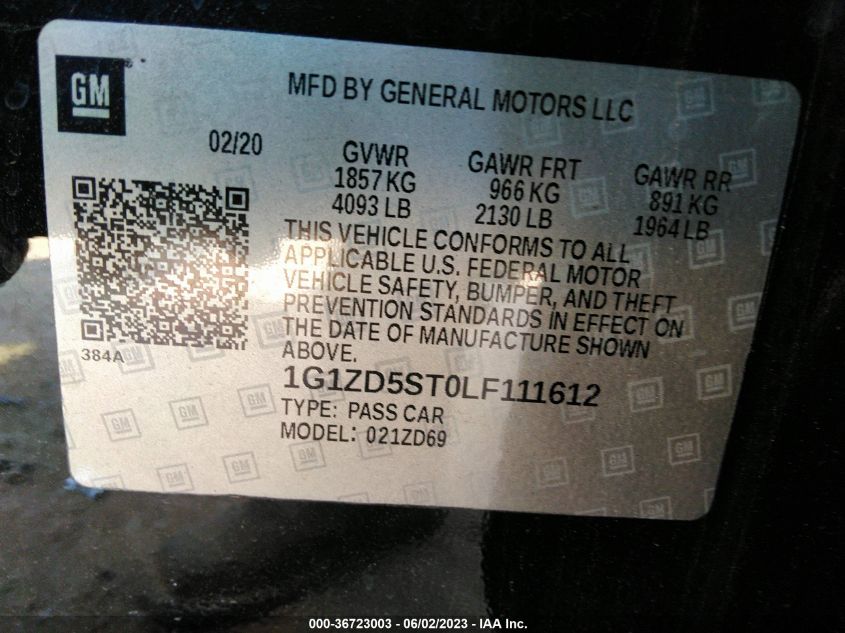 GM
MFD BY GENERAL MOTORS LLC
02/20
GVWR
1857 KG
4093 LB
GAWR FRT
966 KG
2130 LB
GAWR RR
891 KG
1964 LB
THIS VEHICLE CONFORMS TO ALL
APPLICABLE U.S. FEDERAL MOTOR
VEHICLE SAFETY, BUMPER, AND THEFT
PREVENTION STANDARDS IN EFFECT ON
THE DATE OF MANUFACTURE SHOWN
ABOVE.
384A
1G1ZD5ST0LF111612
TYPE: PASS CAR
MODEL: 021ZD69
000-36723003 - 06/02/2023 - IAA Inc.